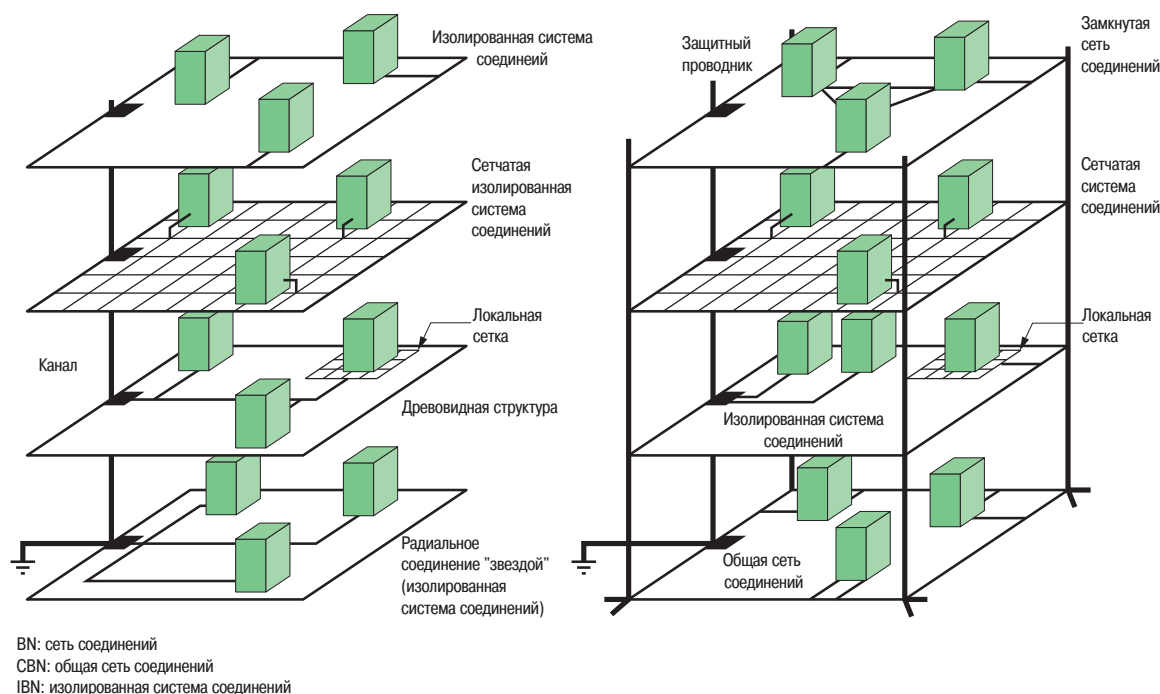 Изолированная система
соединеий
Сетчатая
изолированная
система
соединений
Локальная
сетка
Канал
Древовидная структура
Радиальное
соединение "звездой"
(изолированная
система соединений)
Защитный
проводник
Замкнутая
сеть
соединений
Сетчатая
система
соединений
Локальная
сетка
Изолированная система
соединений
Общая сеть
соединений
BN: сеть соединений
CBN: общая сеть соединений
IBN: изолированная система соединений